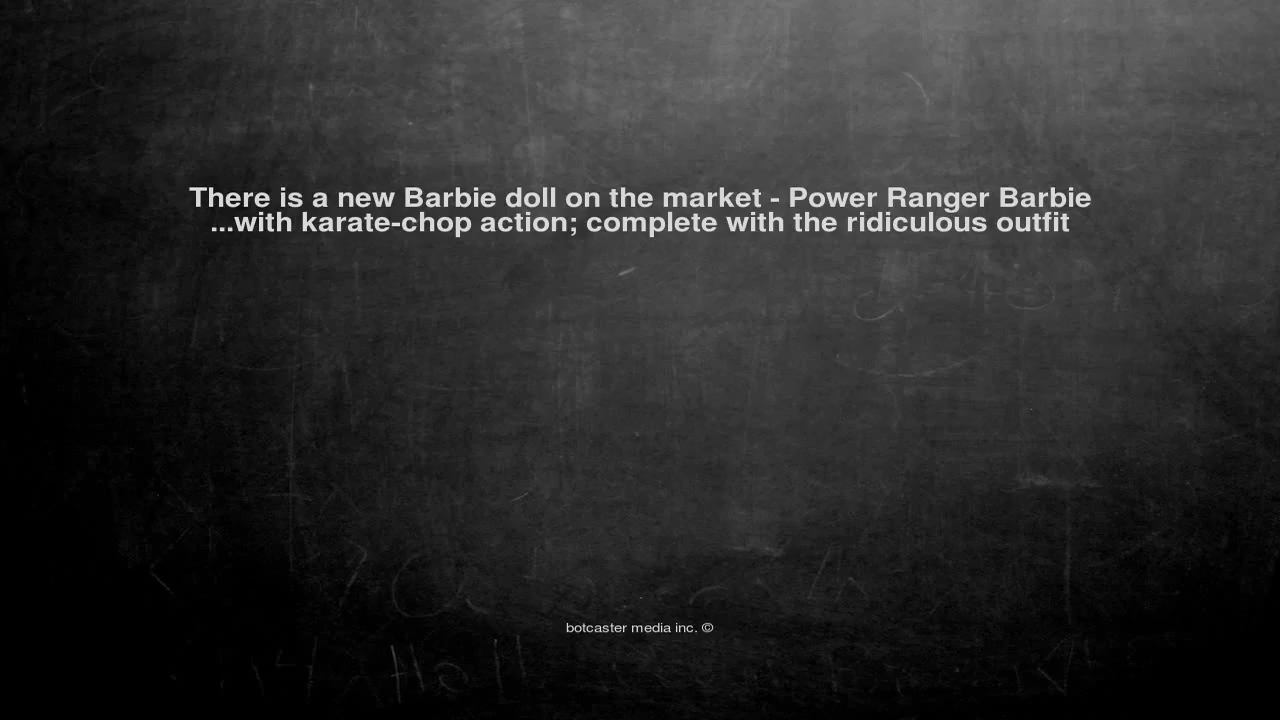 There is a new Barbie doll on the market - Power Ranger Barbie
...with karate-chop action; complete with the ridiculous outfit
botcaster media inc. ©